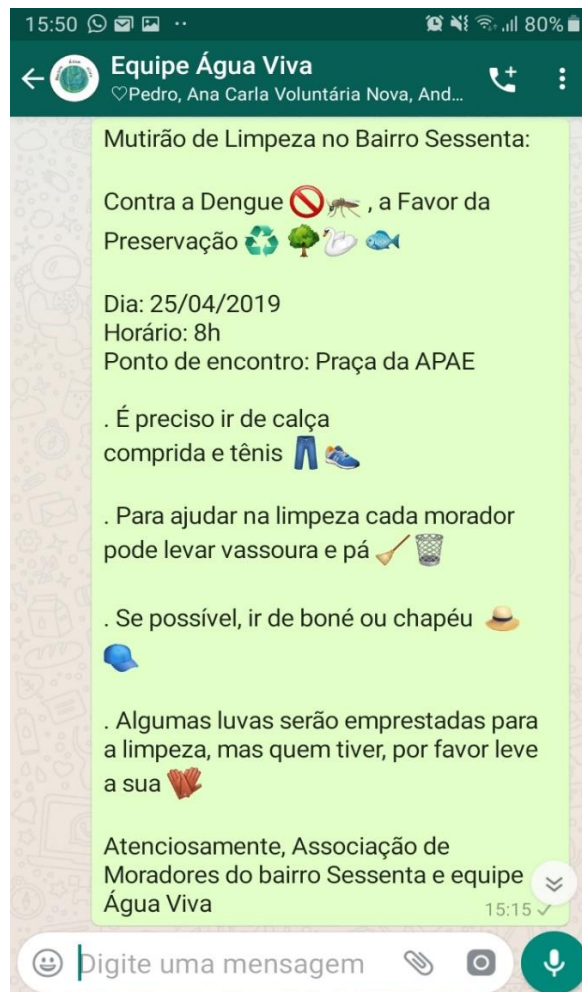 15:50 80%
Equipe Água Viva
♡Pedro, Ana Carla Voluntária Nova, And...
Mutirão de Limpeza no Bairro Sessenta:
Contra a Dengue 🚫🦟 , a Favor da
Preservação ♻️ 🌳🦢 🐟
Dia: 25/04/2019
Horário: 8h
Ponto de encontro: Praça da APAE
. É preciso ir de calça
comprida e tênis 👖👟
. Para ajudar na limpeza cada morador
pode levar vassoura e pá 🧹🗑️
. Se possível, ir de boné ou chapéu 👒
🧢
. Algumas luvas serão emprestadas para
a limpeza, mas quem tiver, por favor leve
a sua 🧤
Atenciosamente, Associação de
Moradores do bairro Sessenta e equipe
Água Viva
15:15
Digite uma mensagem